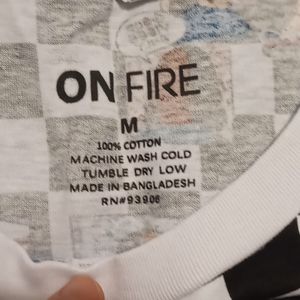 ON FIRE
M
100% COTTON
MACHINE WASH COLD
TUMBLE DRY LOW
MADE IN BANGLADESH
RN#93906